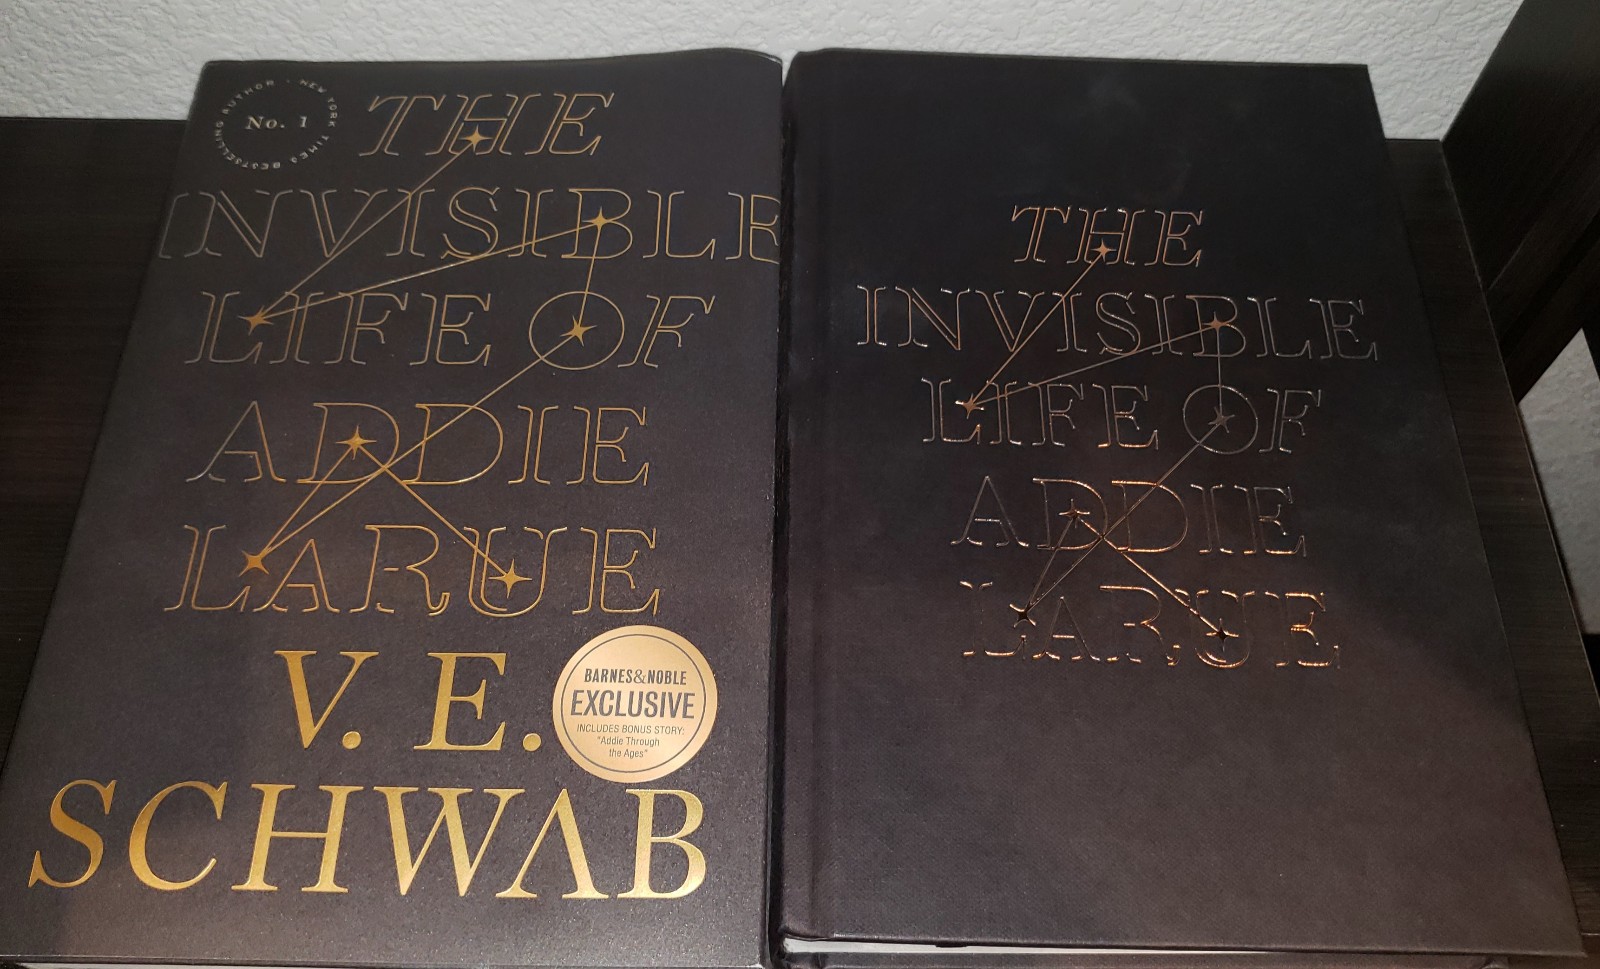 NEW YORK TIMES BESTSELLING AUTHOR
No. 1
THE
INVISIBLE
LIFE OF
ADDIE
LARUE
V. E.
SCHWAB
BARNES&NOBLE
EXCLUSIVE
INCLUDES BONUS STORY:
"Addie Through
the Ages"
THE
INVISIBLE
LIFE OF
ADDIE
LARUE